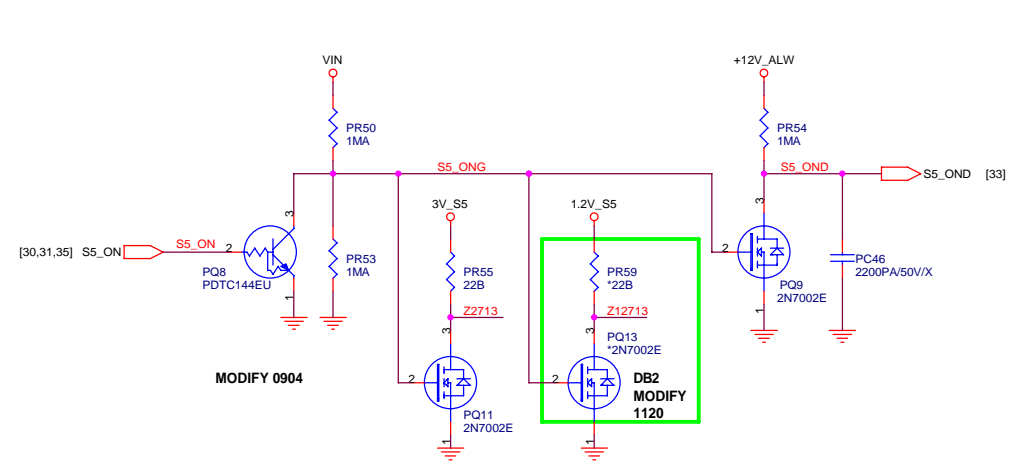 VIN
+12V_ALW
PR50
1MA
PR54
1MA
S5_ONG
S5_OND
S5_OND [33]
3
3V_S5
1.2V_S5
3
[30,31,35] S5_ON
S5_ON
2
PQ8
PDTC144EU
1
PR53
1MA
PR55
22B
PR59
*22B
2
PQ9
2N7002E
1
PC46
2200PA/50V/X
Z2713
Z12713
3
3
PQ13
*2N7002E
MODIFY 0904
2
2
DB2
MODIFY
1120
PQ11
2N7002E
1
1